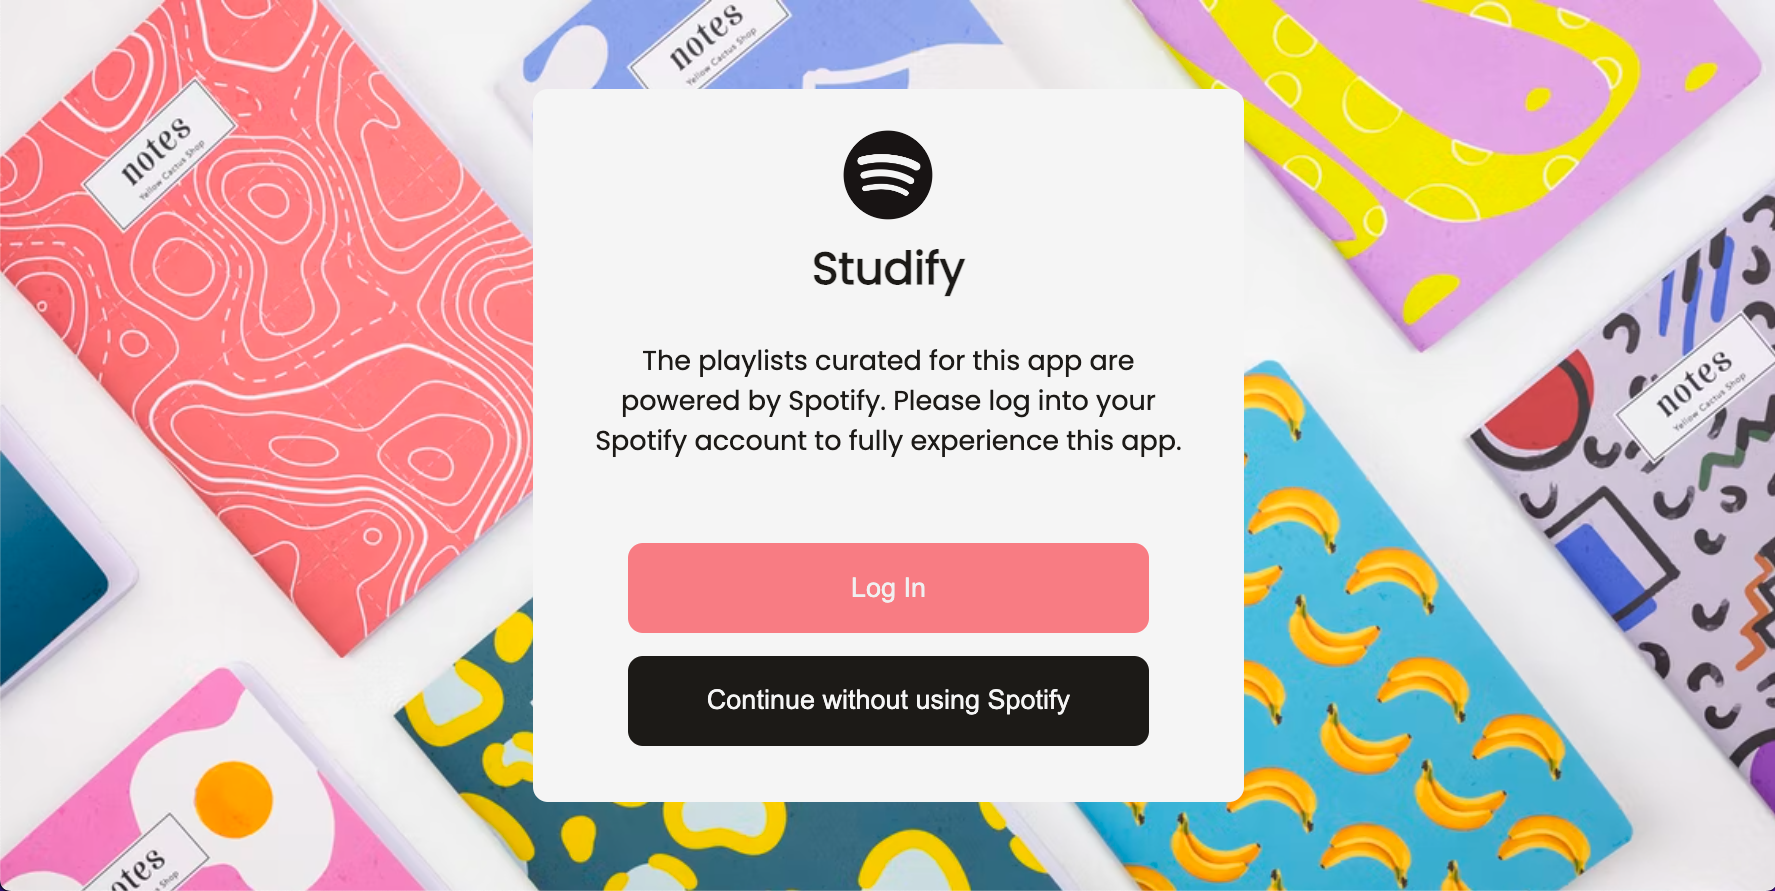 notes
Yellow Cactus Shop
notes
Yellow Cactus Shop
notes
Yellow Cactus Shop
Studify
The playlists curated for this app are
powered by Spotify. Please log into your
Spotify account to fully experience this app.
Log In
Continue without using Spotify
otes
Shop